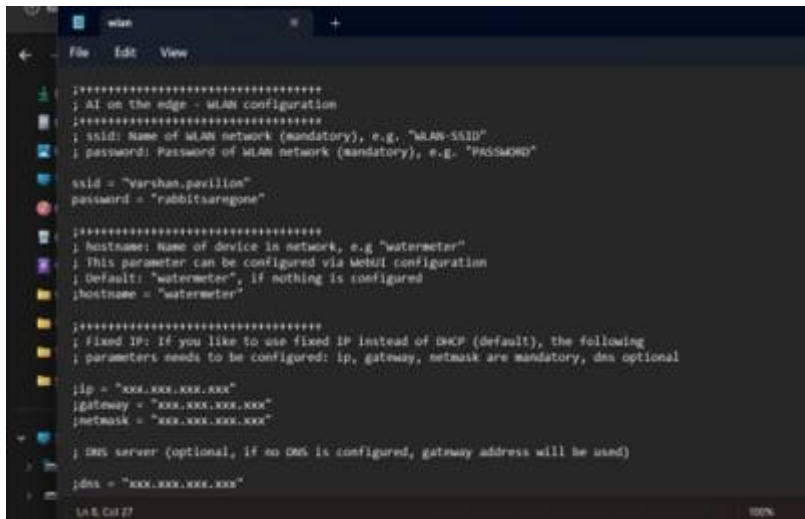 wlan
+
File Edit View
;++++++++++++++++++++++++++++++++++
; AI on the edge - WLAN configuration
;++++++++++++++++++++++++++++++++++
; ssid: Name of WLAN network (mandatory), e.g. "WLAN-SSID"
; password: Password of WLAN network (mandatory), e.g. "PASSWORD"
ssid = "Varshan.pavilion"
password = "rabbitsaregone"
;++++++++++++++++++++++++++++++++++
; hostname: Name of device in network, e.g "watermeter"
; This parameter can be configured via WebUI configuration
; Default: "watermeter", if nothing is configured
;hostname = "watermeter"
;++++++++++++++++++++++++++++++++++
; Fixed IP: If you like to use fixed IP instead of DHCP (default), the following
; parameters needs to be configured: ip, gateway, netmask are mandatory, dns optional
;ip = "xxx.xxx.xxx.xxx"
;gateway = "xxx.xxx.xxx.xxx"
;netmask = "xxx.xxx.xxx.xxx"
; DNS server (optional, if no DNS is configured, gateway address will be used)
;dns = "xxx.xxx.xxx.xxx"
Ln 8, Col 27 100%